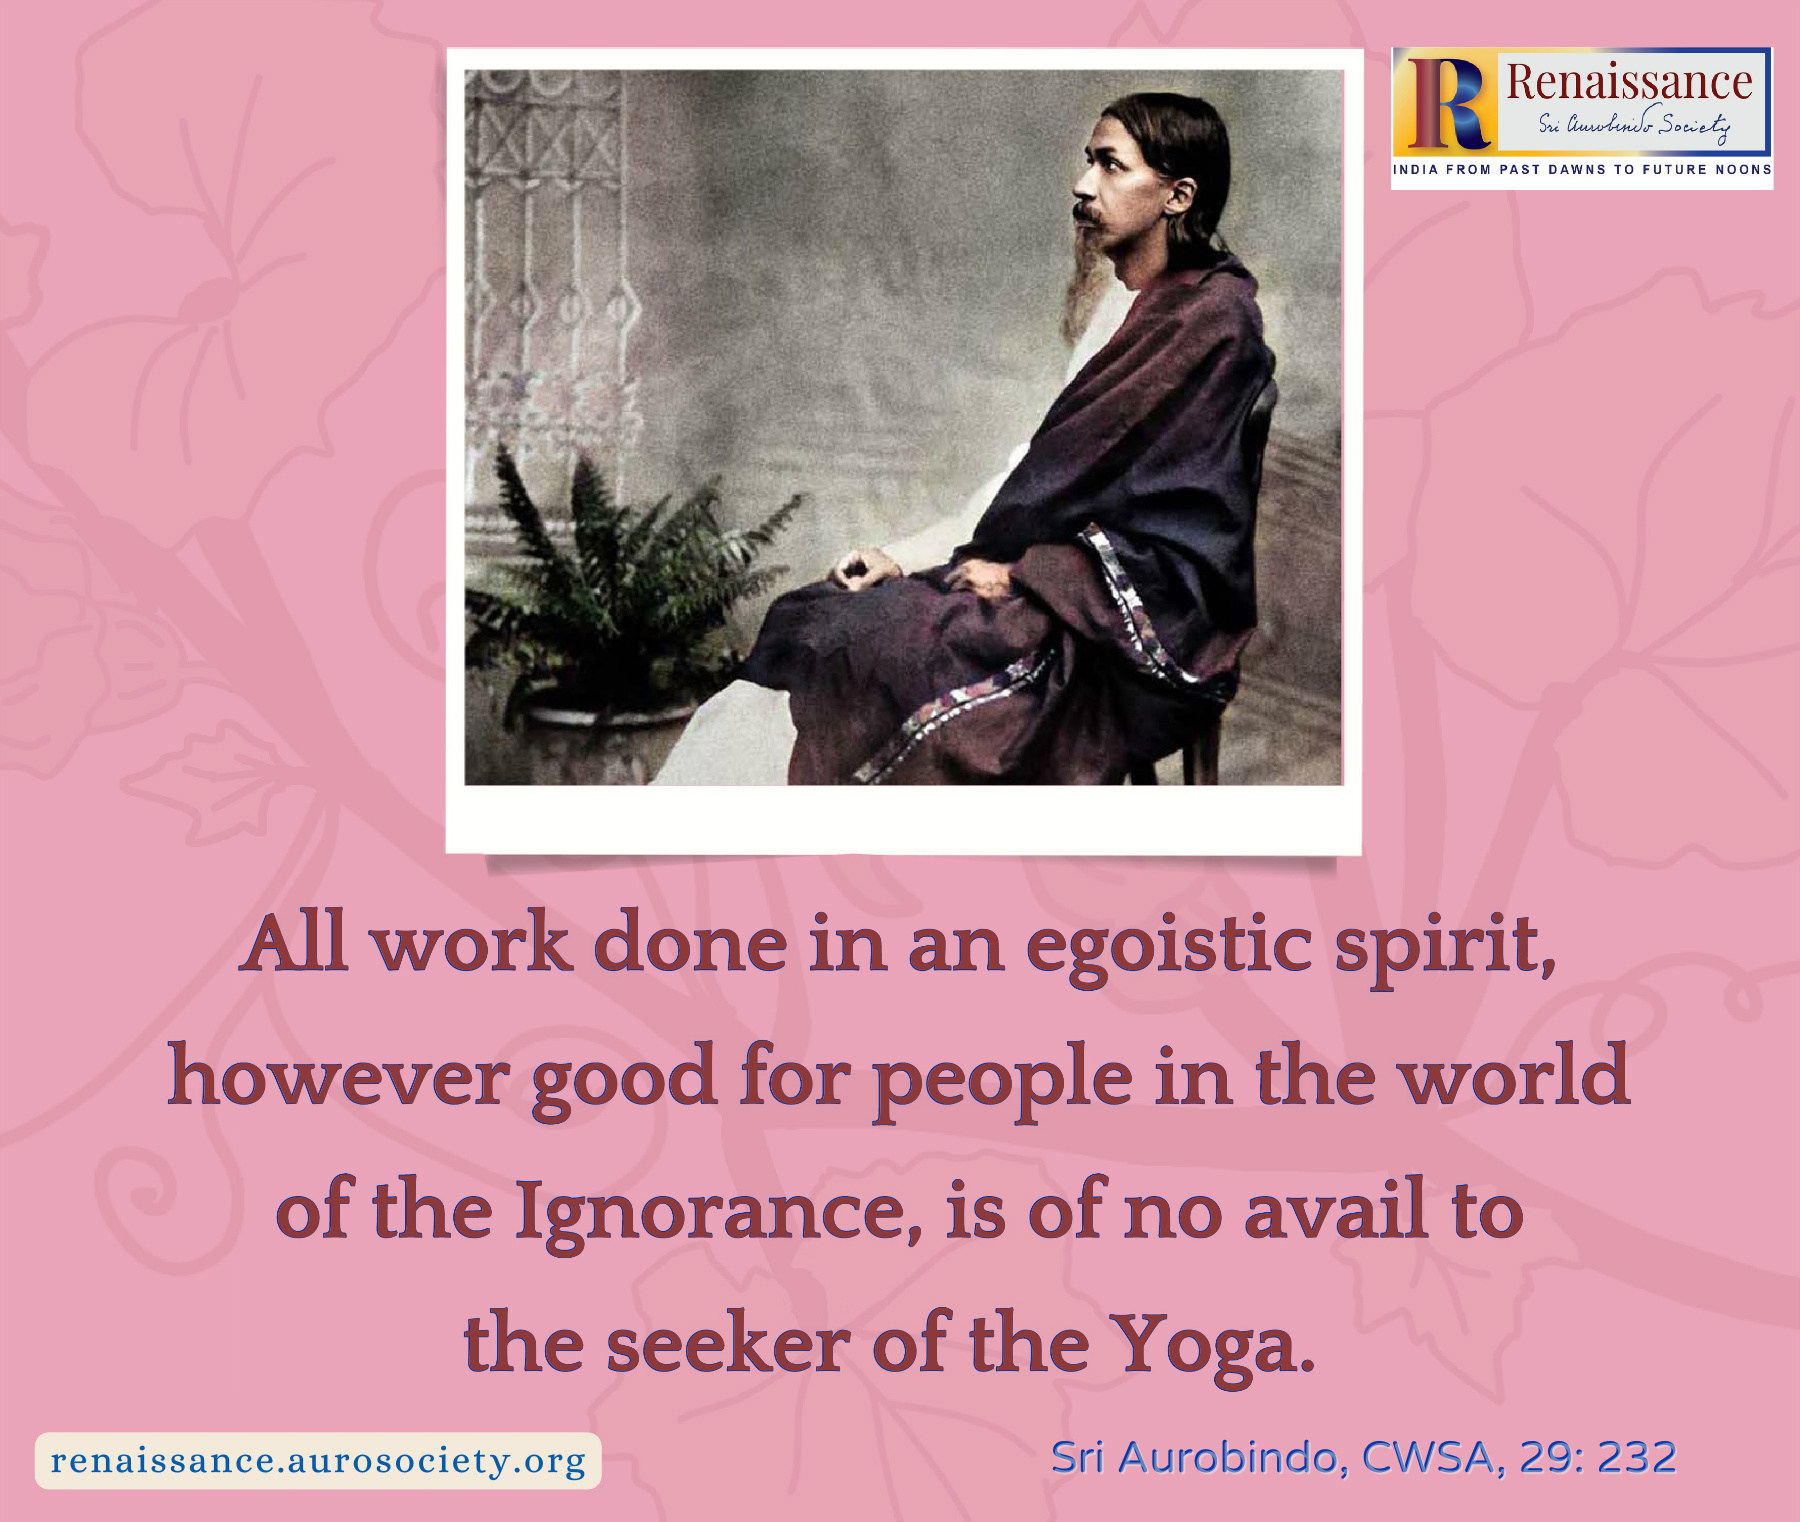 R Renaissance
Sri Aurobindo Society
INDIA FROM PAST DAWNS TO FUTURE NOONS
All work done in an egoistic spirit,
however good for people in the world
of the Ignorance, is of no avail to
the seeker of the Yoga.
renaissance.aurosociety.org
Sri Aurobindo, CWSA, 29: 232